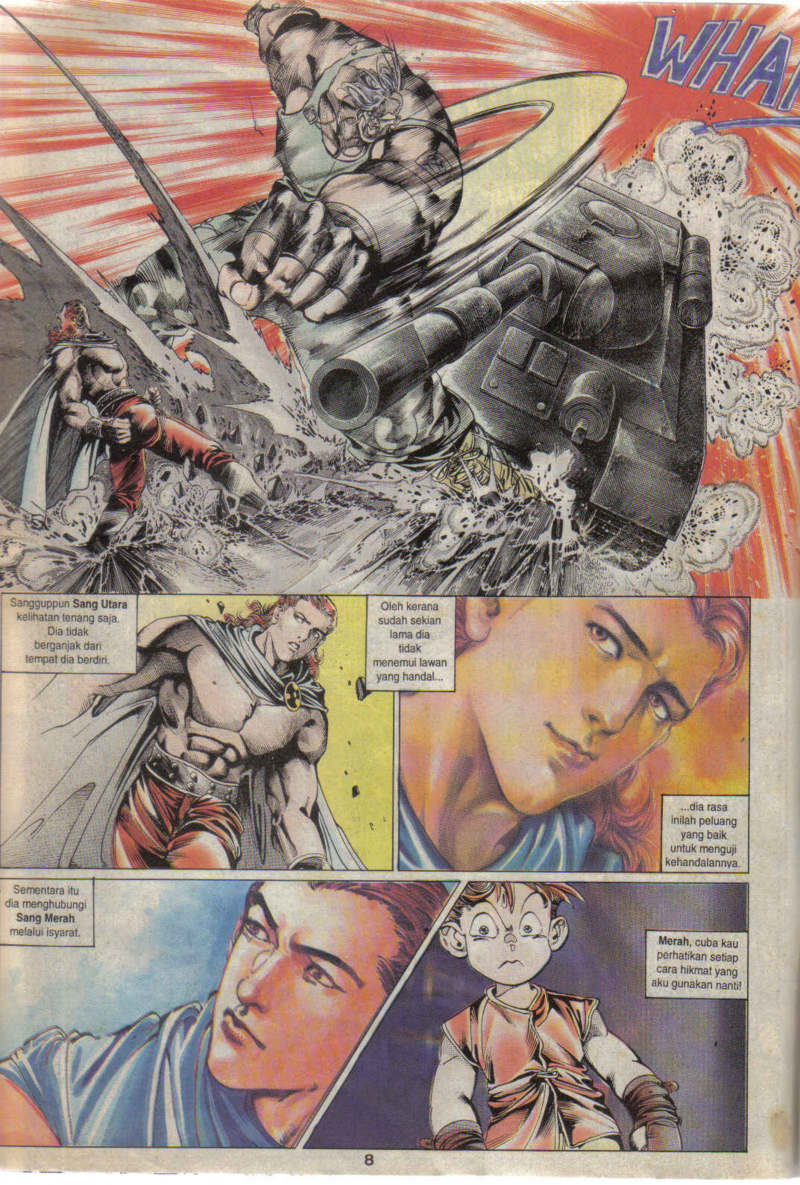 WHA
Sangguppun Sang Utara
kelihatan tenang saja.
Dia tidak
berganjak dari
tempat dia berdiri.
Oleh kerana
sudah sekian
lama dia
tidak
menemui lawan
yang handal...
...dia rasa
inilah peluang
yang baik
untuk menguji
kehandalannya.
Sementara itu
dia menghubungi
Sang Merah
melalui isyarat.
Merah, cuba kau
perhatikan setiap
cara hikmat yang
aku gunakan nanti!
8